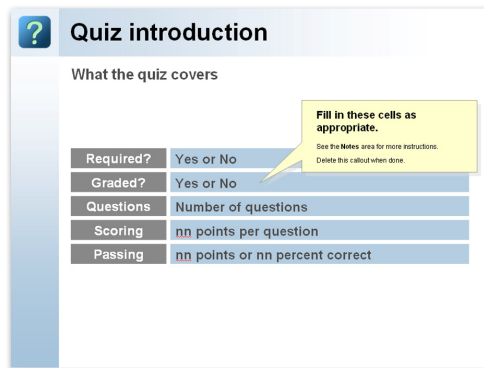 ?
Quiz introduction
What the quiz covers
Fill in these cells as
appropriate.
See the Notes area for more instructions.
Delete this callout when done.
Required? Yes or No
Graded? Yes or No
Questions Number of questions
Scoring nn points per question
Passing nn points or nn percent correct